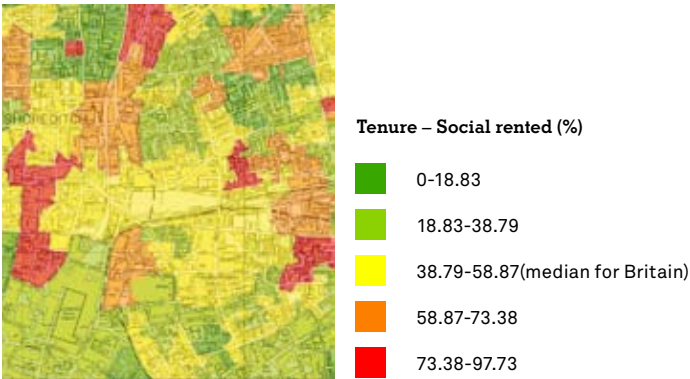 SHOREDITCH
Tenure – Social rented (%)
0-18.83
18.83-38.79
38.79-58.87(median for Britain)
58.87-73.38
73.38-97.73